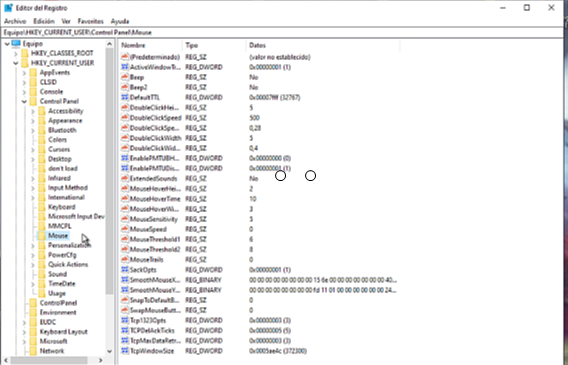 Editor del Registro
Archivo Edición Ver Favoritos Ayuda
Equipo\HKEY_CURRENT_USER\Control Panel\Mouse
Equipo
HKEY_CLASSES_ROOT
HKEY_CURRENT_USER
AppEvents
CLSID
Console
Control Panel
Accessibility
Appearance
Bluetooth
Colors
Cursors
Desktop
don't load
Infrared
Input Method
International
Keyboard
Microsoft Input Dev
MMCPL
Mouse
Personalization
PowerCfg
Quick Actions
Sound
TimeDate
Usage
ControlPanel
Environment
EUDC
Keyboard Layout
Microsoft
Network
Nombre Tipo Datos
(Predeterminado) REG_SZ (valor no establecido)
ActiveWindowTr... REG_DWORD 0x00000001 (1)
Beep REG_SZ No
Beep2 REG_SZ No
DefaultTTL REG_DWORD 0x00007fff (32767)
DoubleClickHei... REG_SZ 5
DoubleClickSpeed REG_SZ 500
DoubleClickSpe... REG_SZ 0,28
DoubleClickWidth REG_SZ 5
DoubleClickWid... REG_SZ 0,4
EnablePMTUBH... REG_DWORD 0x00000000 (0)
EnablePMTUDis... REG_DWORD 0x00000001 (1)
ExtendedSounds REG_SZ No
MouseHoverHei... REG_SZ 2
MouseHoverTime REG_SZ 10
MouseHoverWi... REG_SZ 3
MouseSensitivity REG_SZ 5
MouseSpeed REG_SZ 0
MouseThreshold1 REG_SZ 6
MouseThreshold2 REG_SZ 8
MouseTrails REG_SZ 0
SackOpts REG_DWORD 0x00000001 (1)
SmoothMouseX... REG_BINARY 00 00 00 00 00 00 00 00 15 6e 00 00 00 00 00 00 40...
SmoothMouseY... REG_BINARY 00 00 00 00 00 00 00 00 fd 11 01 00 00 00 00 00 24...
SnapToDefaultB... REG_SZ 0
SwapMouseButt... REG_SZ 0
Tcp1323Opts REG_DWORD 0x00000003 (3)
TCPDelAckTicks REG_DWORD 0x00000005 (5)
TcpMaxDataRetr... REG_DWORD 0x00000003 (3)
TcpWindowSize REG_DWORD 0x0005ae4c (372300)